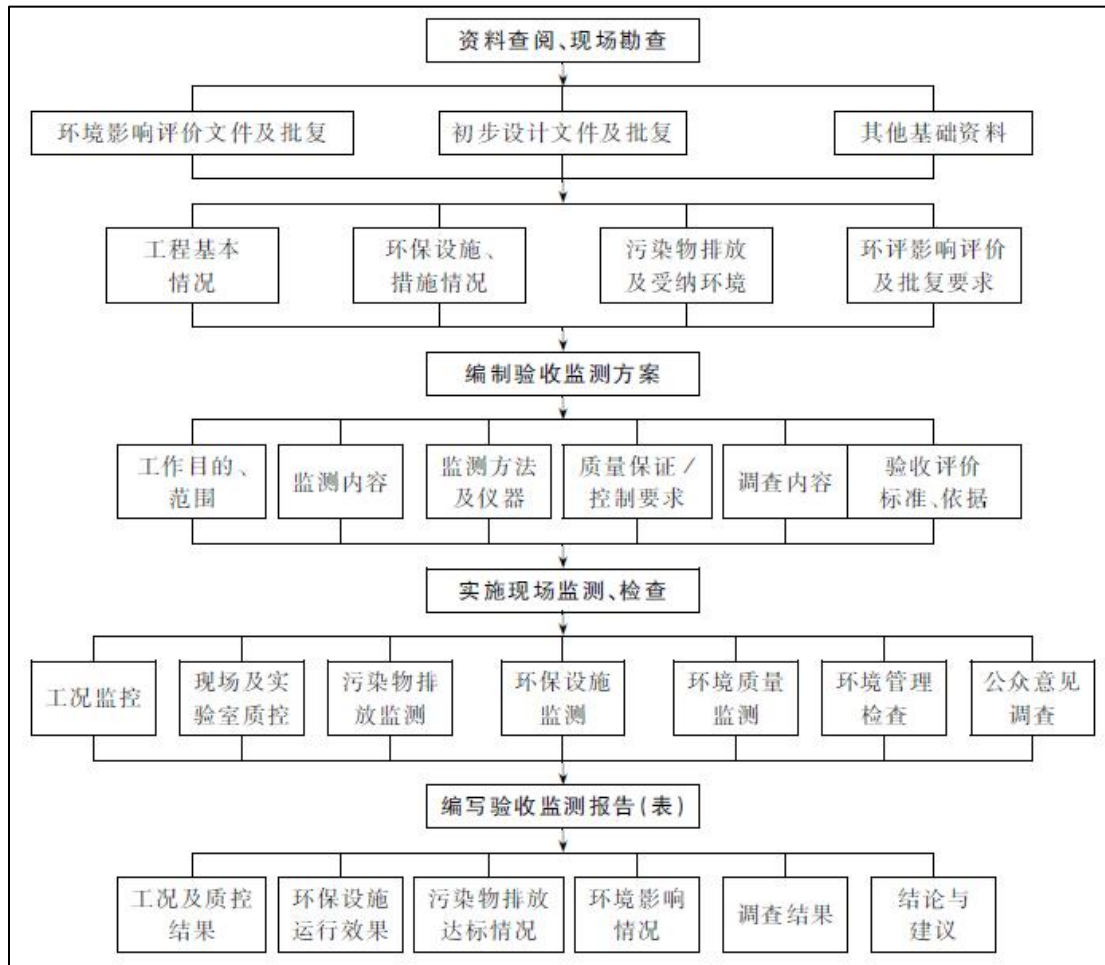 资料查阅、现场勘查
环境影响评价文件及批复
初步设计文件及批复
其他基础资料
工程基本
情况
环保设施、
措施情况
污染物排放
及受纳环境
环评影响评价
及批复要求
编制验收监测方案
工作目的、
范围
监测内容
监测方法
及仪器
质量保证/
控制要求
调查内容
验收评价
标准、依据
实施现场监测、检查
工况监控
现场及实
验室质控
污染物排
放监测
环保设施
监测
环境质量
监测
环境管理
检查
公众意见
调查
编写验收监测报告(表)
工况及质控
结果
环保设施
运行效果
污染物排放
达标情况
环境影响
情况
调查结果
结论与
建议